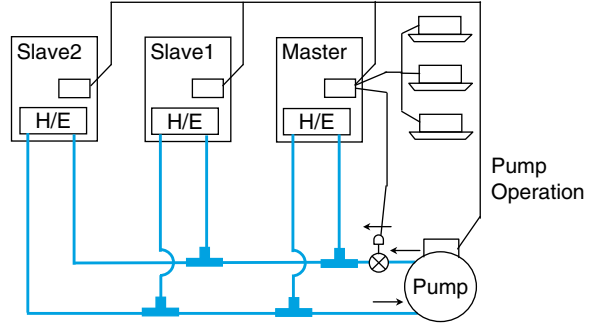 Slave2
Slave1
Master
H/E
H/E
H/E
Pump
Operation
Pump